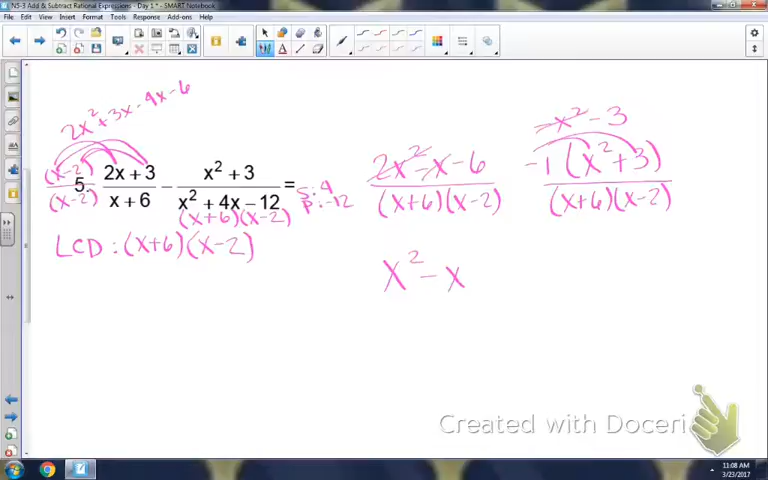 N5-3 Add & Subtract Rational Expressions - Day 1 * - SMART Notebook
File Edit View Insert Format Tools Response Add-ons Help
2x² + 3x - 4x - 6
(x-2)
(x-2)
5.
2x + 3
x + 6
−
x² + 3
x² + 4x − 12
=
(x+6)(x-2)
S: 4
P: -12
2x² - x - 6
(x+6)(x-2)
-x² - 3
-1(x² + 3)
(x+6)(x-2)
LCD: (x+6)(x-2)
x² - x
Created with Doceri
11:08 AM
3/23/2017